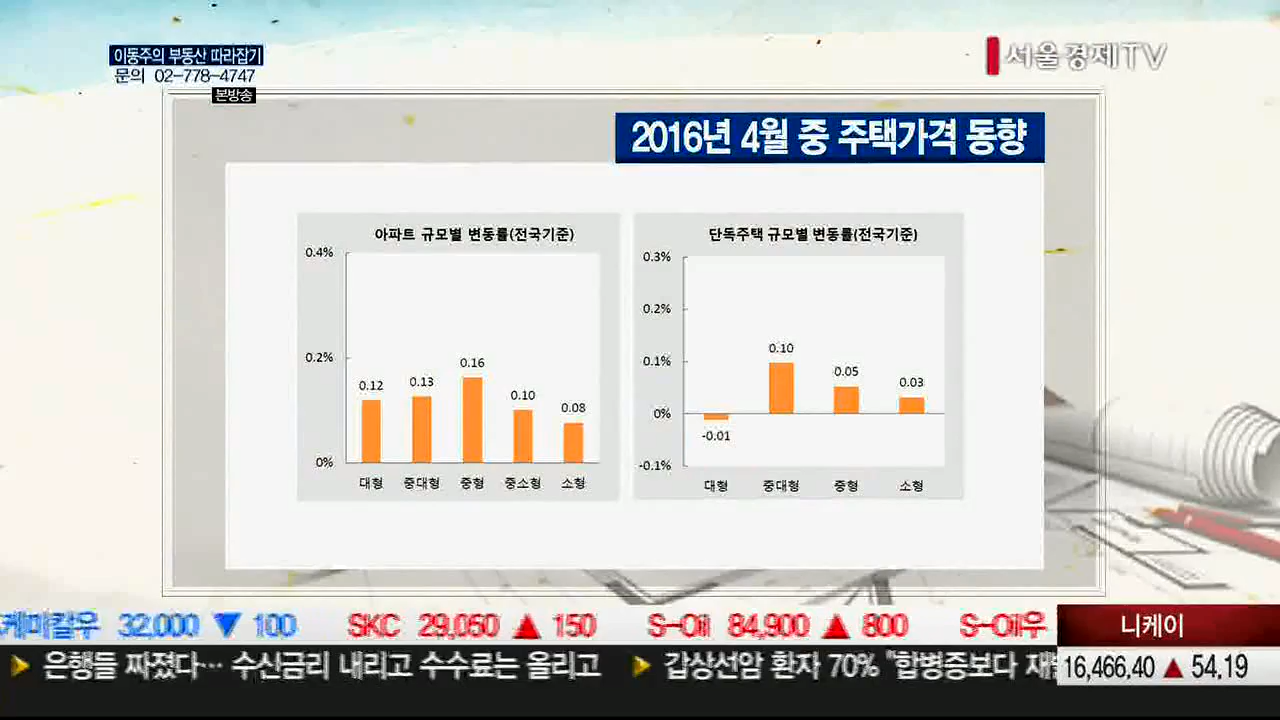 이동주의 부동산 따라잡기
문의 02-778-4747
본방송
서울경제TV
2016년 4월 중 주택가격 동향
아파트 규모별 변동률(전국기준)
0.4%
0.2%
0%
0.12
0.13
0.16
0.10
0.08
대형 중대형 중형 중소형 소형
단독주택 규모별 변동률(전국기준)
0.3%
0.2%
0.1%
0%
-0.1%
-0.01
0.10
0.05
0.03
대형 중대형 중형 소형
케미칼우 32,000 ▼ 100 SKC 29,050 ▲ 150 S-Oil 84,900 ▲ 800 S-Oil우
니케이
은행들 짜졌다… 수신금리 내리고 수수료는 올리고 갑상선암 환자 70% "합병증보다
16,466.40 ▲ 54.19